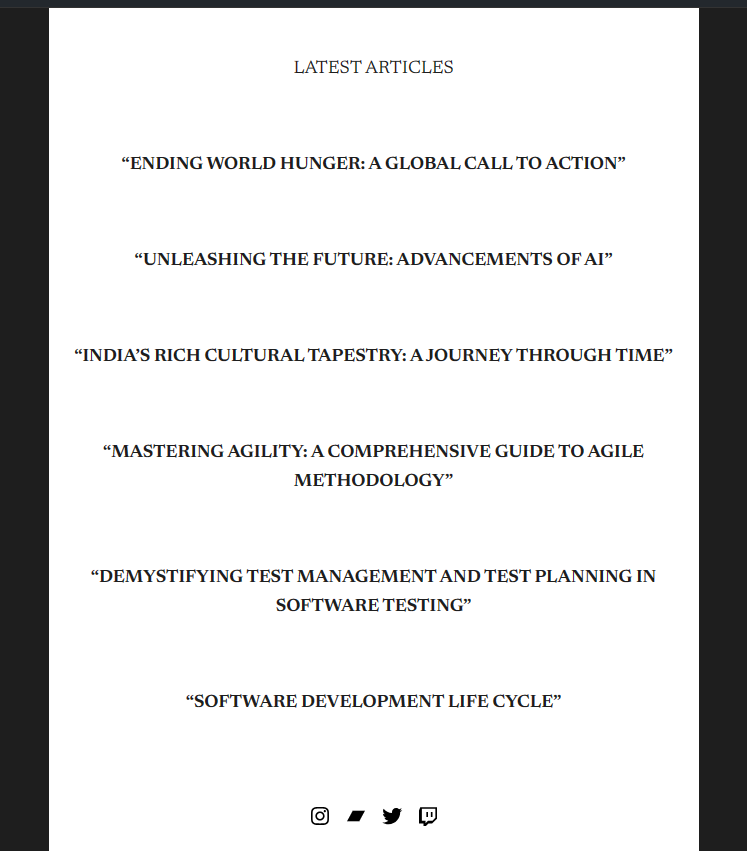 LATEST ARTICLES
“ENDING WORLD HUNGER: A GLOBAL CALL TO ACTION”
“UNLEASHING THE FUTURE: ADVANCEMENTS OF AI”
“INDIA’S RICH CULTURAL TAPESTRY: A JOURNEY THROUGH TIME”
“MASTERING AGILITY: A COMPREHENSIVE GUIDE TO AGILE
METHODOLOGY”
“DEMYSTIFYING TEST MANAGEMENT AND TEST PLANNING IN
SOFTWARE TESTING”
“SOFTWARE DEVELOPMENT LIFE CYCLE”